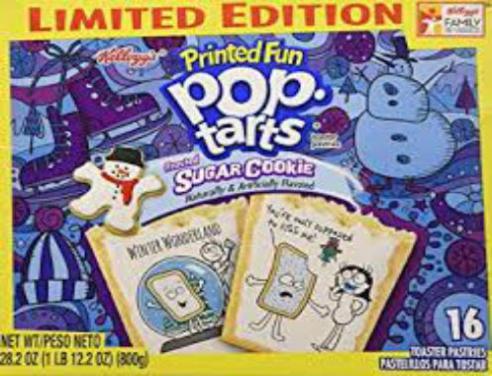 LIMITED EDITION
Kellogg's
FAMILY
Kellogg's
Printed Fun
POP·
tarts
Frosted
SUGAR COOKIE
Naturally & Artificially Flavored
WINTER WONDERLAND
You're only supposed
to kiss me!
NET WT/PESO NETO
28.2 OZ (1 LB 12.2 OZ) (800g)
16
TOASTER PASTRIES
PASTELILLOS PARA TOSTAR